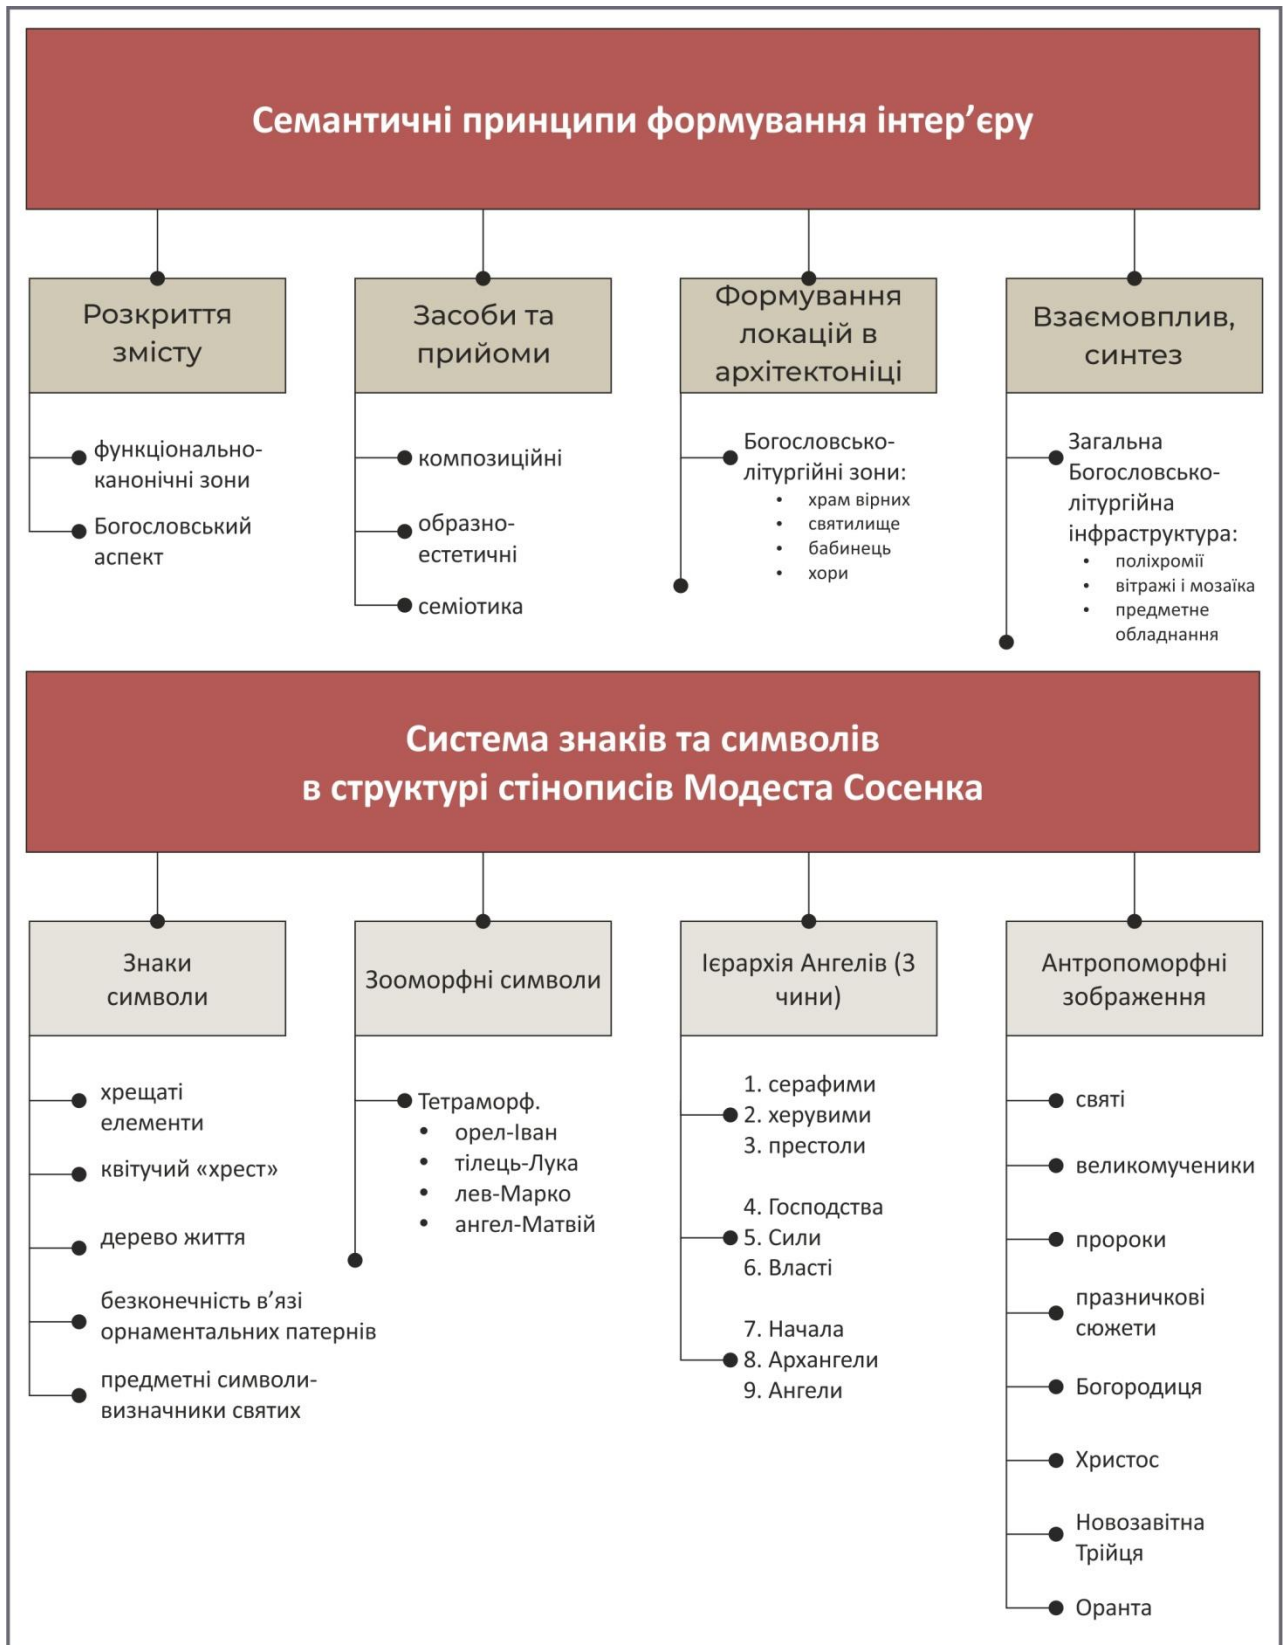 Семантичні принципи формування інтер’єру
Розкриття
змісту
функціонально-
канонічні зони
Богословський
аспект
Засоби та
прийоми
композиційні
образно-
естетичні
семіотика
Формування
локацій в
архітектоніці
Богословсько-
літургійні зони:
• храм вірних
• святилище
• бабинець
• хори
Взаємовплив,
синтез
Загальна
Богословсько-
літургійна
інфраструктура:
• поліхромії
• вітражі і мозаїка
• предметне
обладнання
Система знаків та символів
в структурі стінописів Модеста Сосенка
Знаки
символи
хрещаті
елементи
квітучий «хрест»
дерево життя
безконечність в’язі
орнаментальних патернів
предметні символи-
визначники святих
Зооморфні символи
Тетраморф.
• орел-Іван
• тілець-Лука
• лев-Марко
• ангел-Матвій
Ієрархія Ангелів (3
чини)
1. серафими
2. херувими
3. престоли
4. Господства
5. Сили
6. Власті
7. Начала
8. Архангели
9. Ангели
Антропоморфні
зображення
святі
великомученики
пророки
празничкові
сюжети
Богородиця
Христос
Новозавітна
Трійця
Оранта